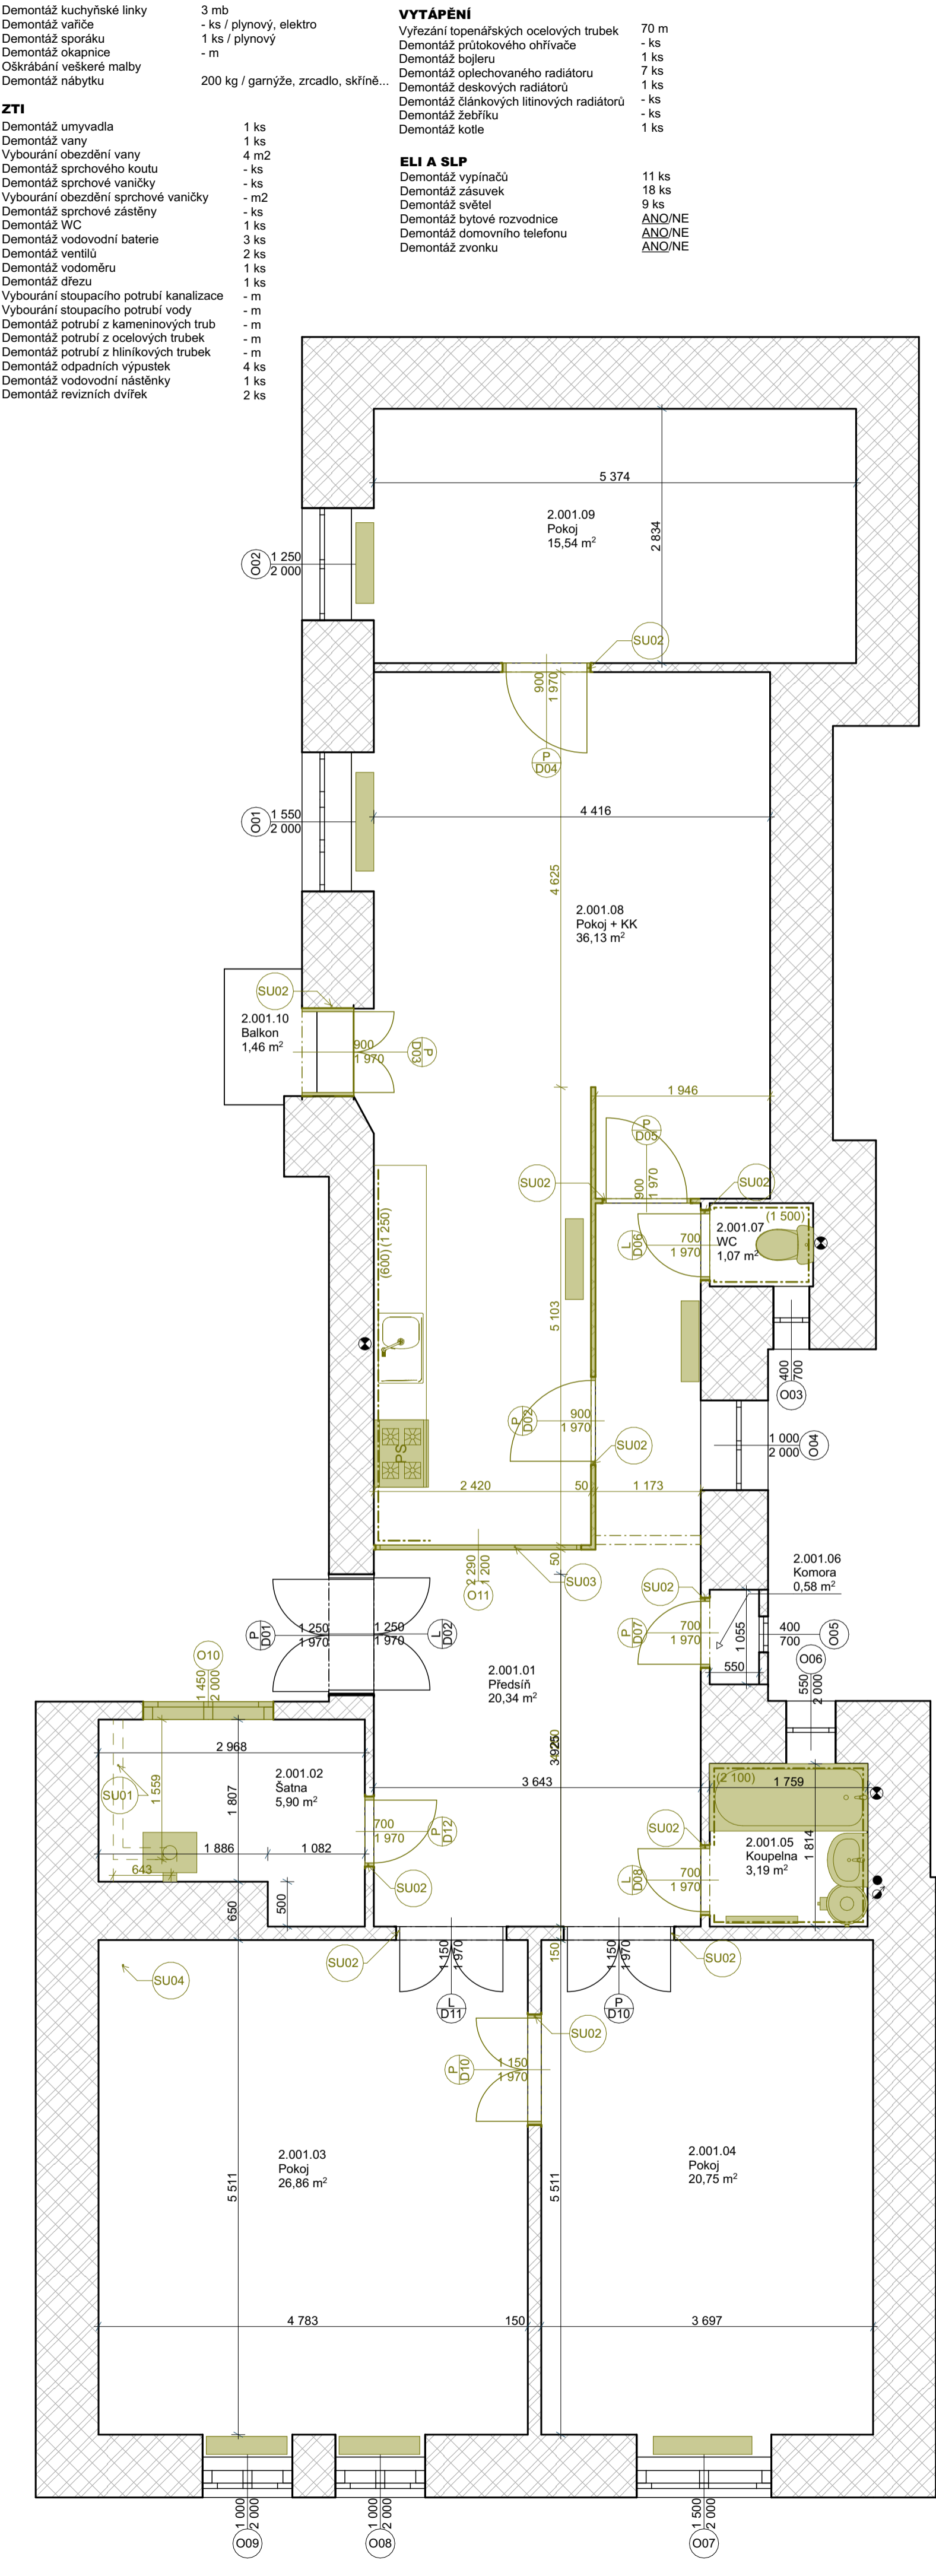 Demontáž kuchyňské linky 3 mb
Demontáž vařiče - ks / plynový, elektro
Demontáž sporáku 1 ks / plynový
Demontáž okapnice - m
Oškrábání veškeré malby
Demontáž nábytku 200 kg / garnýže, zrcadlo, skříně...
ZTI
Demontáž umyvadla 1 ks
Demontáž vany 1 ks
Vybourání obezdění vany 4 m2
Demontáž sprchového koutu - ks
Demontáž sprchové vaničky - ks
Vybourání obezdění sprchové vaničky - m2
Demontáž sprchové zástěny - ks
Demontáž WC 1 ks
Demontáž vodovodní baterie 3 ks
Demontáž ventilů 2 ks
Demontáž vodoměru 1 ks
Demontáž dřezu 1 ks
Vybourání stoupacího potrubí kanalizace - m
Vybourání stoupacího potrubí vody - m
Demontáž potrubí z kameninových trub - m
Demontáž potrubí z ocelových trubek - m
Demontáž potrubí z hliníkových trubek - m
Demontáž odpadních výpustek 4 ks
Demontáž vodovodní nástěnky 1 ks
Demontáž revizních dvířek 2 ks
VYTÁPĚNÍ
Vyřezání topenářských ocelových trubek 70 m
Demontáž průtokového ohřívače - ks
Demontáž bojleru 1 ks
Demontáž oplechovaného radiátoru 7 ks
Demontáž deskových radiátorů 1 ks
Demontáž článkových litinových radiátorů - ks
Demontáž žebříku - ks
Demontáž kotle 1 ks
ELI A SLP
Demontáž vypínačů 11 ks
Demontáž zásuvek 18 ks
Demontáž světel 9 ks
Demontáž bytové rozvodnice ANO/NE
Demontáž domovního telefonu ANO/NE
Demontáž zvonku ANO/NE
5 374
2.001.09
Pokoj
15,54 m²
2 834
O02
1 250
2 000
SU02
900
1 970
P
D04
O01
1 550
2 000
4 416
4 625
2.001.08
Pokoj + KK
36,13 m²
SU02
2.001.10
Balkon
1,46 m²
900
1 970
P
D03
1 946
P
D05
900
1 970
SU02
SU02
(600) (1 250)
L
D06
700
1 970
2.001.07
WC
1,07 m²
(1 500)
5 103
400
700
O03
P
D02
900
1 970
SU02
1 000
2 000
O04
PS
2 420
50
1 173
50
2 290
1 200
O11
SU03
2.001.06
Komora
0,58 m²
SU02
P
D07
700
1 970
1 055
550
400
700
O05
O06
550
2 000
P
D01
1 250
1 970
1 250
1 970
L
D02
O10
1 450
2 000
2.001.01
Předsíň
20,34 m²
3 925
2 968
SU01
1 559
1 807
2.001.02
Šatna
5,90 m²
3 643
(2 100)
1 759
700
1 970
P
D12
1 886
1 082
643
SU02
500
650
SU02
L
D08
700
1 970
2.001.05
Koupelna
3,19 m²
1 814
SU02
1 150
1 970
L
D11
150
1 150
1 970
P
D10
SU02
SU04
SU02
P
D10
1 150
1 970
2.001.03
Pokoj
26,86 m²
2.001.04
Pokoj
20,75 m²
5 511
5 511
4 783
150
3 697
1 000
2 000
O09
1 000
2 000
O08
1 500
2 000
O07